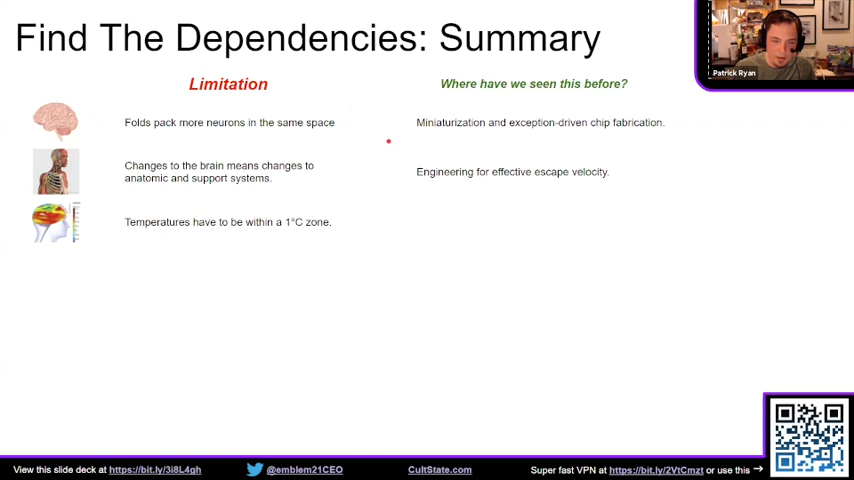 Find The Dependencies: Summary
Patrick Ryan
Limitation
Where have we seen this before?
Folds pack more neurons in the same space
Miniaturization and exception-driven chip fabrication.
Changes to the brain means changes to
anatomic and support systems.
Engineering for effective escape velocity.
Temperatures have to be within a 1°C zone.
View this slide deck at https://bit.ly/3i8L4gh
@emblem21CEO
CultState.com
Super fast VPN at https://bit.ly/2VtCmzt or use this →